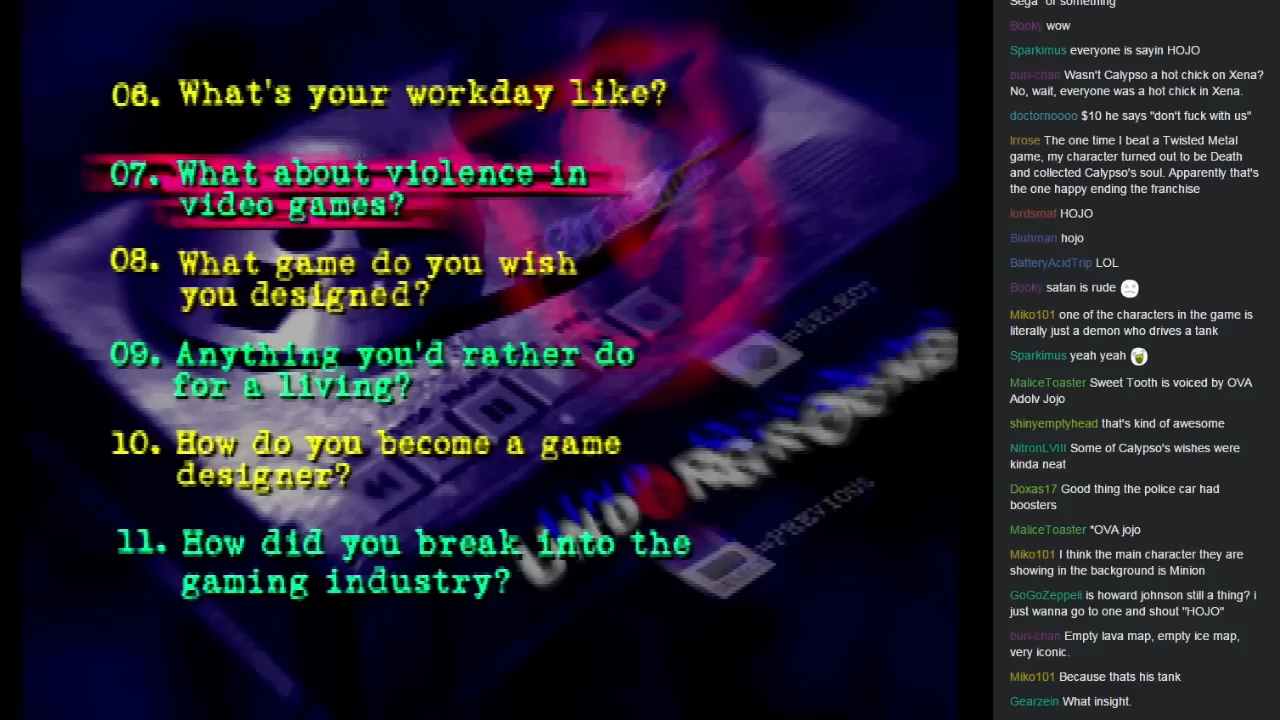 06. What's your workday like?
07. What about violence in
video games?
08. What game do you wish
you designed?
09. Anything you'd rather do
for a living?
10. How do you become a game
designer?
11. How did you break into the
gaming industry?
=SELECT
=PREVIOUS
Sega" or something
Booky wow
Sparkimus everyone is sayin HOJO
buri-chan Wasn't Calypso a hot chick on Xena?
No, wait, everyone was a hot chick in Xena.
doctornoooo $10 he says "don't fuck with us"
Irrose The one time I beat a Twisted Metal
game, my character turned out to be Death
and collected Calypso's soul. Apparently that's
the one happy ending the franchise
lordsmaf HOJO
Bluhman hojo
BatteryAcidTrip LOL
Booky satan is rude
Miko101 one of the characters in the game is
literally just a demon who drives a tank
Sparkimus yeah yeah
MaliceToaster Sweet Tooth is voiced by OVA
Adolv Jojo
shinyemptyhead that's kind of awesome
NitronLVIII Some of Calypso's wishes were
kinda neat
Doxas17 Good thing the police car had
boosters
MaliceToaster *OVA jojo
Miko101 I think the main character they are
showing in the background is Minion
GoGoZeppeli is howard johnson still a thing? i
just wanna go to one and shout "HOJO"
buri-chan Empty lava map, empty ice map,
very iconic.
Miko101 Because thats his tank
Gearzein What insight.